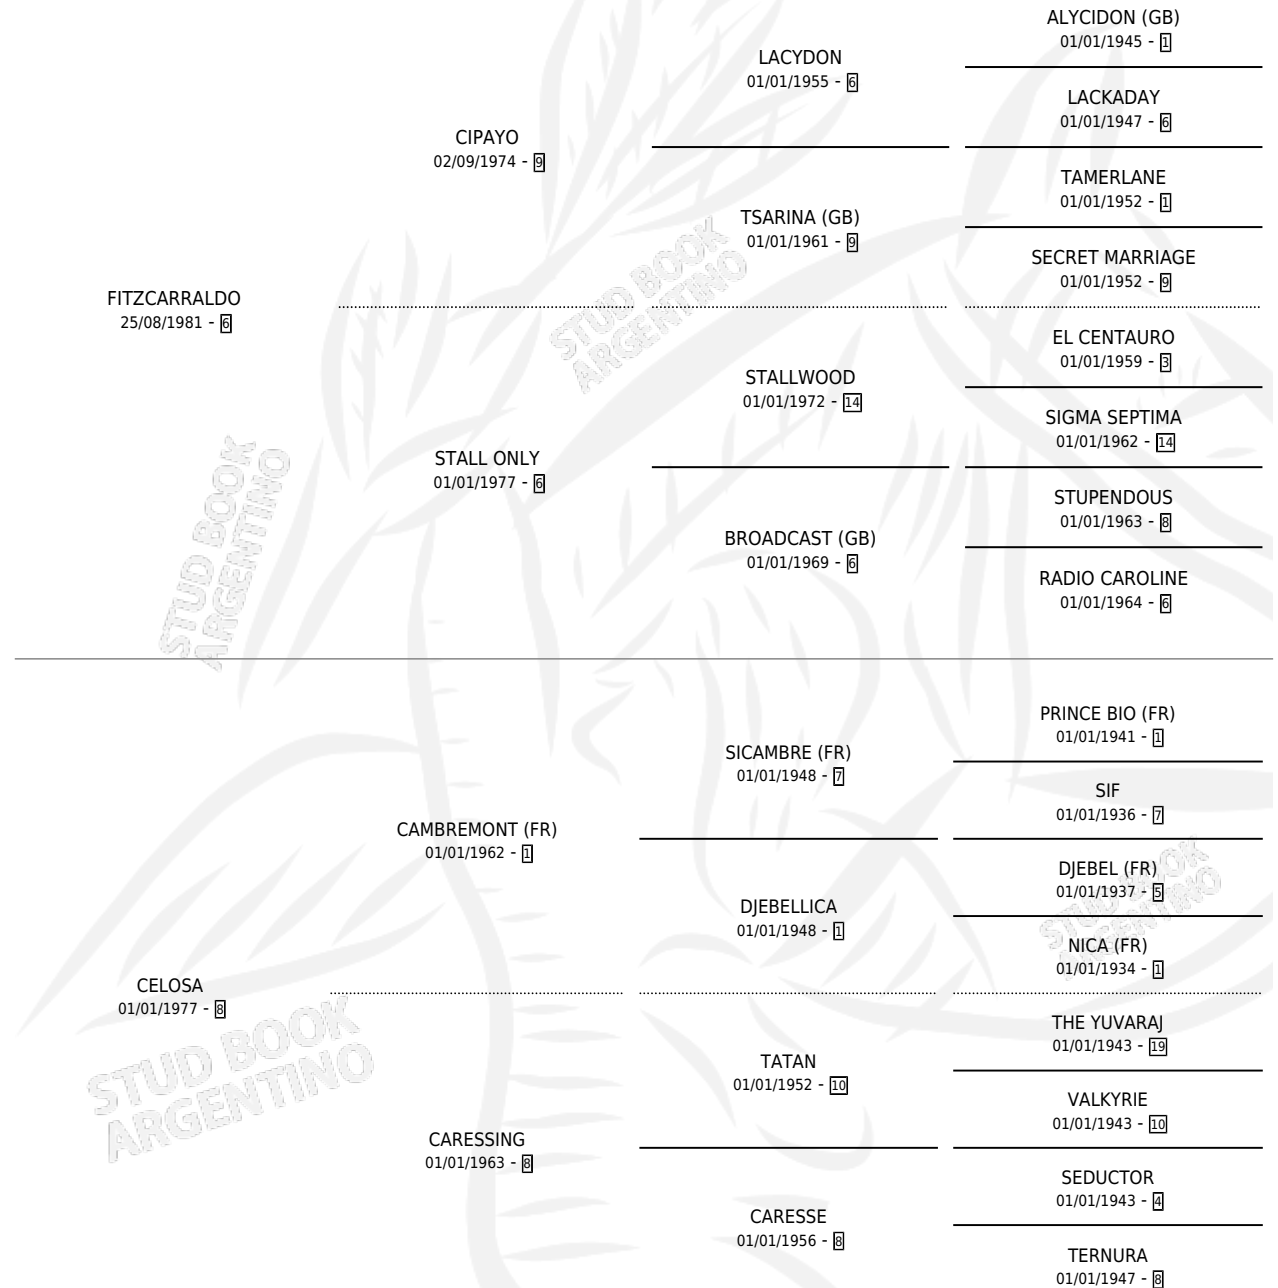 ALYCIDON (GB)
01/01/1945 - 1
LACYDON
01/01/1955 - 6
LACKADAY
01/01/1947 - 6
CIPAYO
02/09/1974 - 9
TAMERLANE
01/01/1952 - 1
TSARINA (GB)
01/01/1961 - 9
SECRET MARRIAGE
01/01/1952 - 9
FITZCARRALDO
25/08/1981 - 6
STUD BOOK
ARGENTINO
EL CENTAURO
01/01/1959 - 3
STALLWOOD
01/01/1972 - 14
SIGMA SEPTIMA
01/01/1962 - 14
STALL ONLY
01/01/1977 - 6
STUPENDOUS
01/01/1963 - 8
BROADCAST (GB)
01/01/1969 - 6
RADIO CAROLINE
01/01/1964 - 6
STUD BOOK
ARGENTINO
PRINCE BIO (FR)
01/01/1941 - 1
SICAMBRE (FR)
01/01/1948 - 7
SIF
01/01/1936 - 7
CAMBREMONT (FR)
01/01/1962 - 1
DJEBEL (FR)
01/01/1937 - 5
STUD BOOK
ARGENTINO
DJEBELLICA
01/01/1948 - 1
NICA (FR)
01/01/1934 - 1
CELOSA
01/01/1977 - 8
STUD BOOK
ARGENTINO
THE YUVARAJ
01/01/1943 - 19
TATAN
01/01/1952 - 10
VALKYRIE
01/01/1943 - 10
CARESSING
01/01/1963 - 8
SEDUCTOR
01/01/1943 - 4
CARESSE
01/01/1956 - 8
TERNURA
01/01/1947 - 8